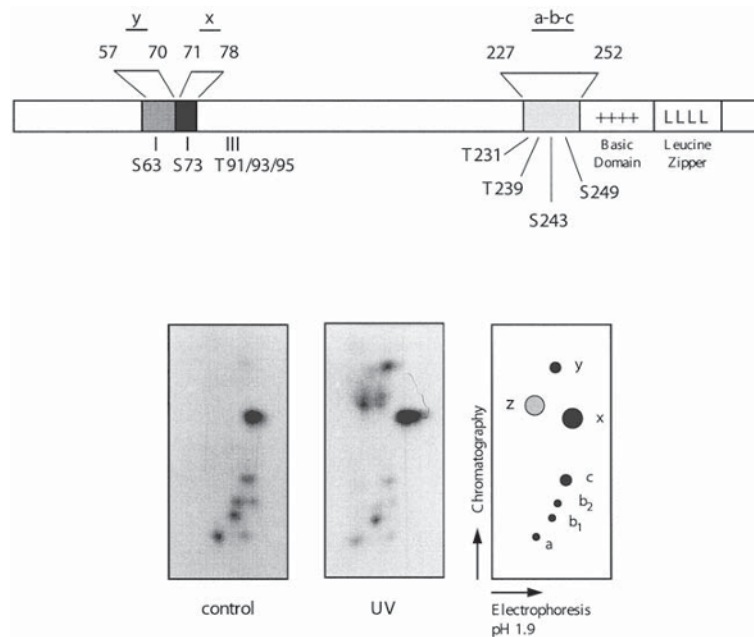 y x a-b-c
57 70 71 78 227 252
++++ LLLL
S63 S73 T91/93/95 T231 Basic Domain Leucine Zipper
T239 S249
S243
y
z x
c
b2
b1
a
Chromatography
control UV Electrophoresis
pH 1.9